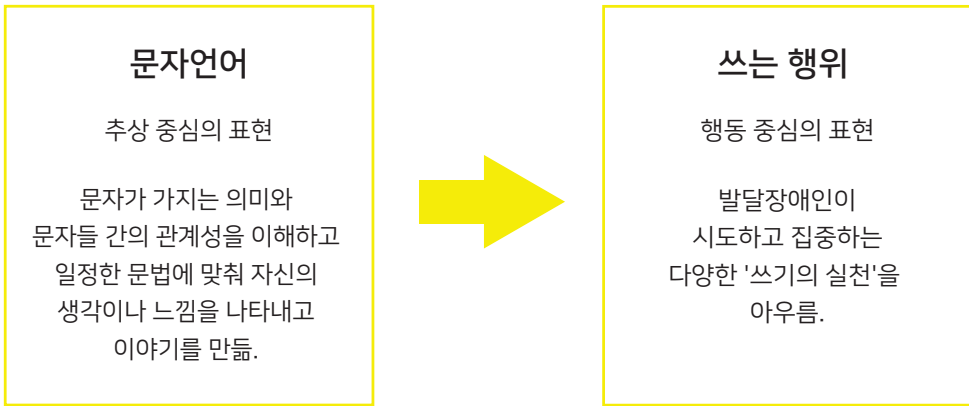 문자언어
추상 중심의 표현
문자가 가지는 의미와
문자들 간의 관계성을 이해하고
일정한 문법에 맞춰 자신의
생각이나 느낌을 나타내고
이야기를 만듦.
쓰는 행위
행동 중심의 표현
발달장애인이
시도하고 집중하는
다양한 '쓰기의 실천'을
아우름.